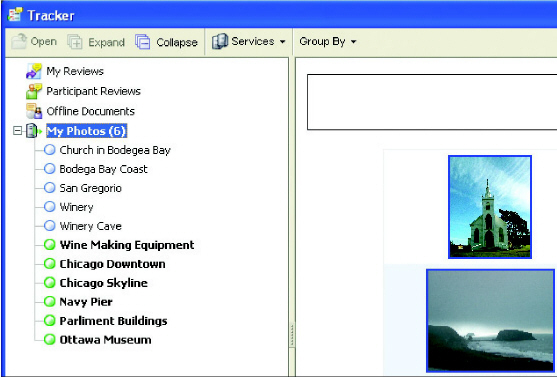 Tracker
Open Expand Collapse Services Group By
My Reviews
Participant Reviews
Offline Documents
My Photos (6)
Church in Bodegea Bay
Bodega Bay Coast
San Gregorio
Winery
Winery Cave
Wine Making Equipment
Chicago Downtown
Chicago Skyline
Navy Pier
Parliment Buildings
Ottawa Museum